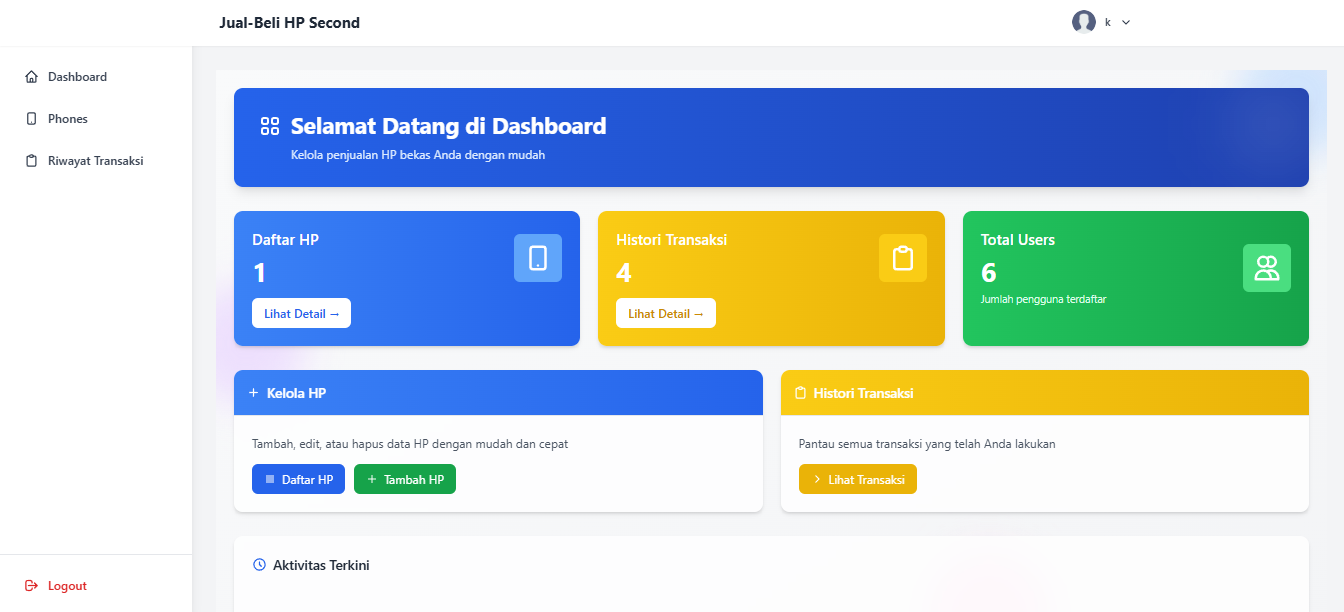 Jual-Beli HP Second
k
Dashboard
Phones
Riwayat Transaksi
Logout
Selamat Datang di Dashboard
Kelola penjualan HP bekas Anda dengan mudah
Daftar HP
1
Lihat Detail →
Histori Transaksi
4
Lihat Detail →
Total Users
6
Jumlah pengguna terdaftar
Kelola HP
Tambah, edit, atau hapus data HP dengan mudah dan cepat
Daftar HP
Tambah HP
Histori Transaksi
Pantau semua transaksi yang telah Anda lakukan
Lihat Transaksi
Aktivitas Terkini